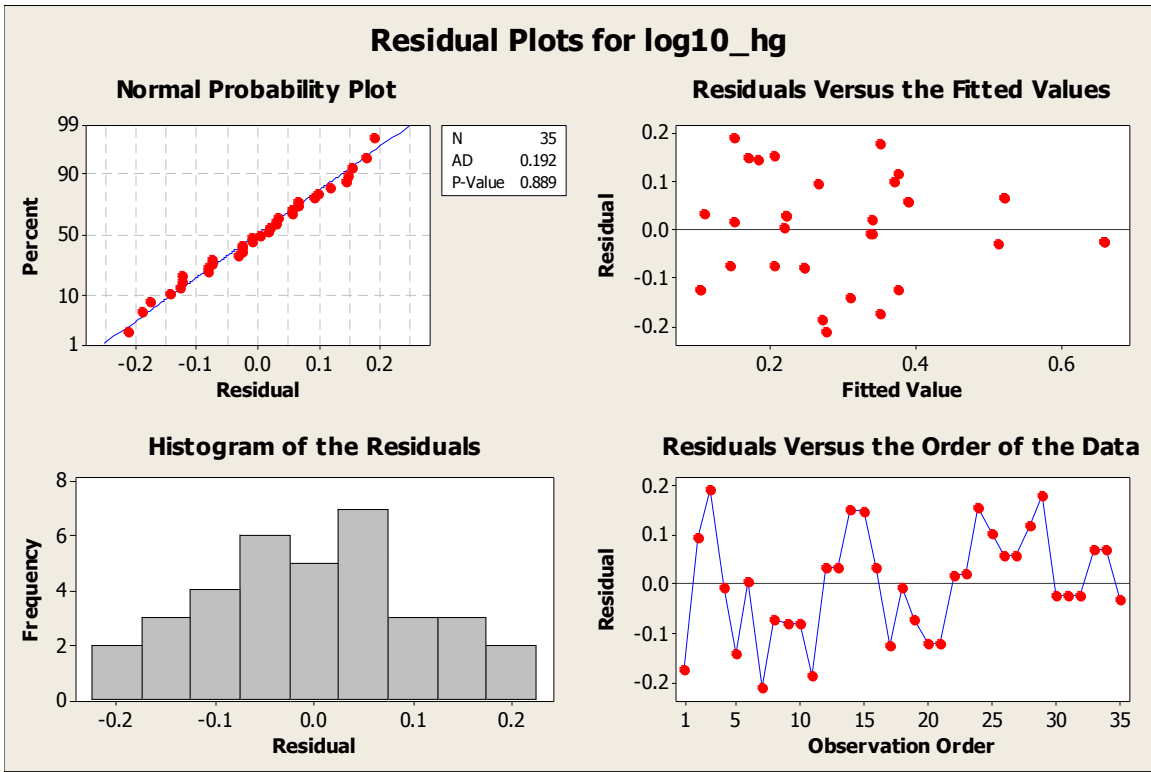 Residual Plots for log10_hg
Normal Probability Plot
99
90
50
10
1
Percent
-0.2 -0.1 0.0 0.1 0.2
Residual
N 35
AD 0.192
P-Value 0.889
Residuals Versus the Fitted Values
0.2
0.1
0.0
-0.1
-0.2
Residual
0.2 0.4 0.6
Fitted Value
Histogram of the Residuals
8
6
4
2
0
Frequency
-0.2 -0.1 0.0 0.1 0.2
Residual
Residuals Versus the Order of the Data
0.2
0.1
0.0
-0.1
-0.2
Residual
1 5 10 15 20 25 30 35
Observation Order